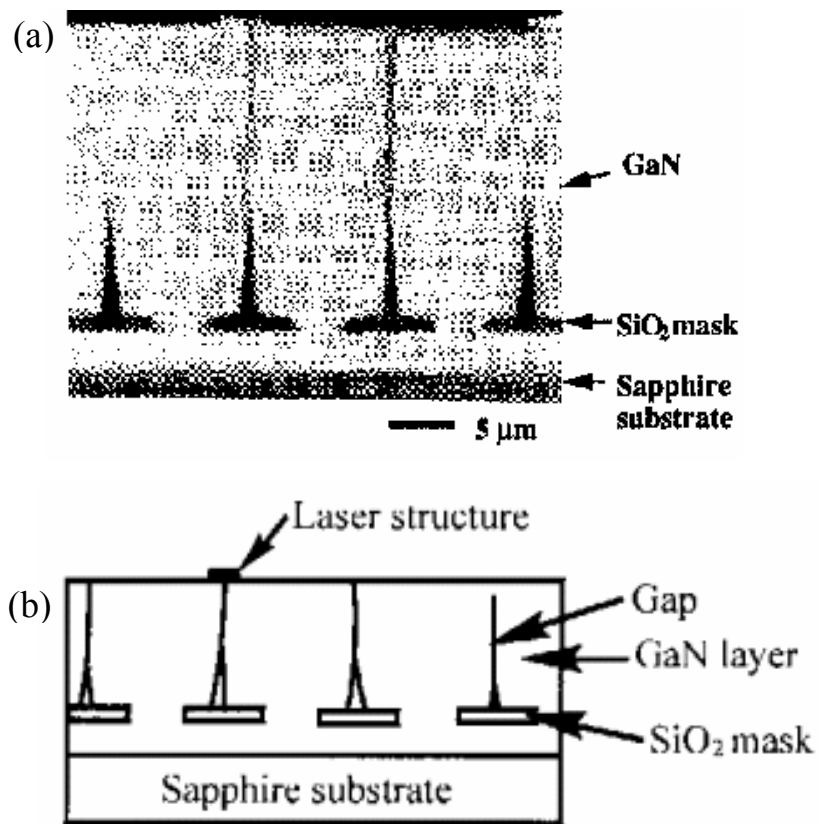 (a)
GaN
SiO₂ mask
Sapphire
substrate
5 μm
Laser structure
(b)
Gap
GaN layer
SiO₂ mask
Sapphire substrate